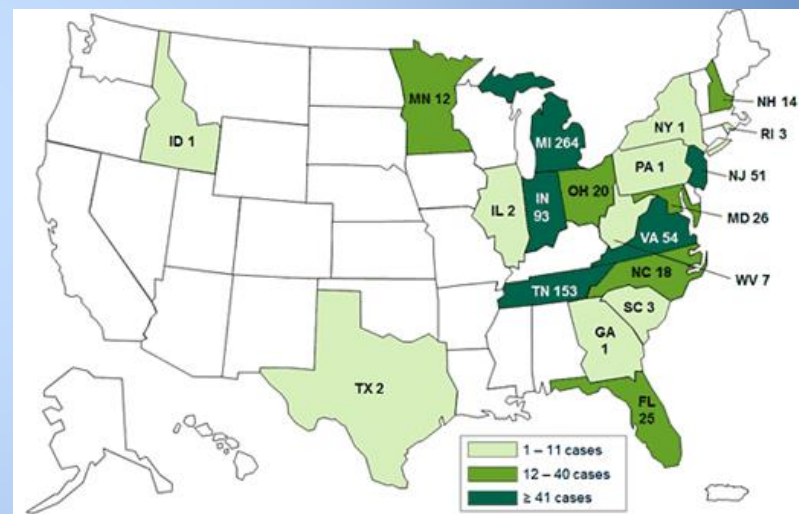 MN 12
NH 14
ID 1
NY 1
RI 3
MI 264
PA 1
NJ 51
IL 2
IN
93
OH 20
MD 26
VA 54
WV 7
NC 18
TN 153
SC 3
GA
1
TX 2
FL
25
1 – 11 cases
12 – 40 cases
≥ 41 cases